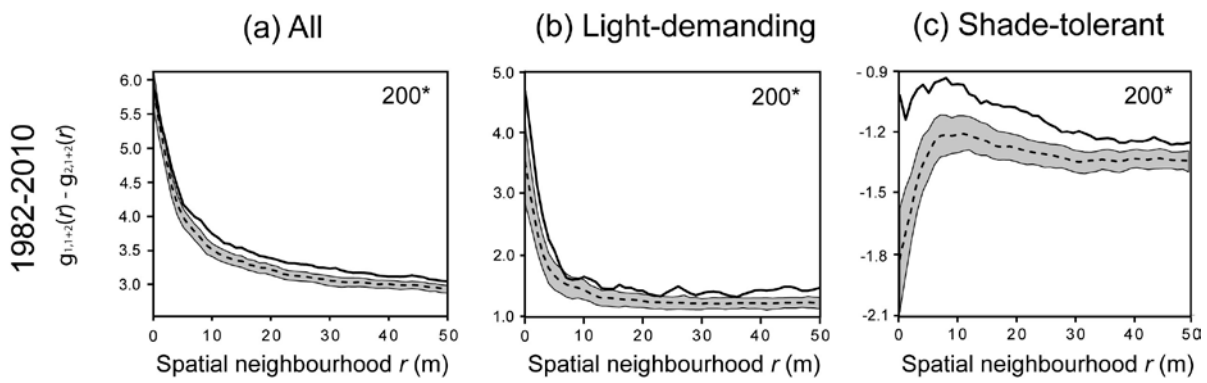 (a) All
(b) Light-demanding
(c) Shade-tolerant
1982-2010
g1,1+2(r) - g2,1+2(r)
6.0
5.5
5.0
4.5
4.0
3.5
3.0
200*
0 10 20 30 40 50
Spatial neighbourhood r (m)
5.0
4.0
3.0
2.0
1.0
200*
0 10 20 30 40 50
Spatial neighbourhood r (m)
- 0.9
-1.2
-1.5
-1.8
-2.1
200*
0 10 20 30 40 50
Spatial neighbourhood r (m)